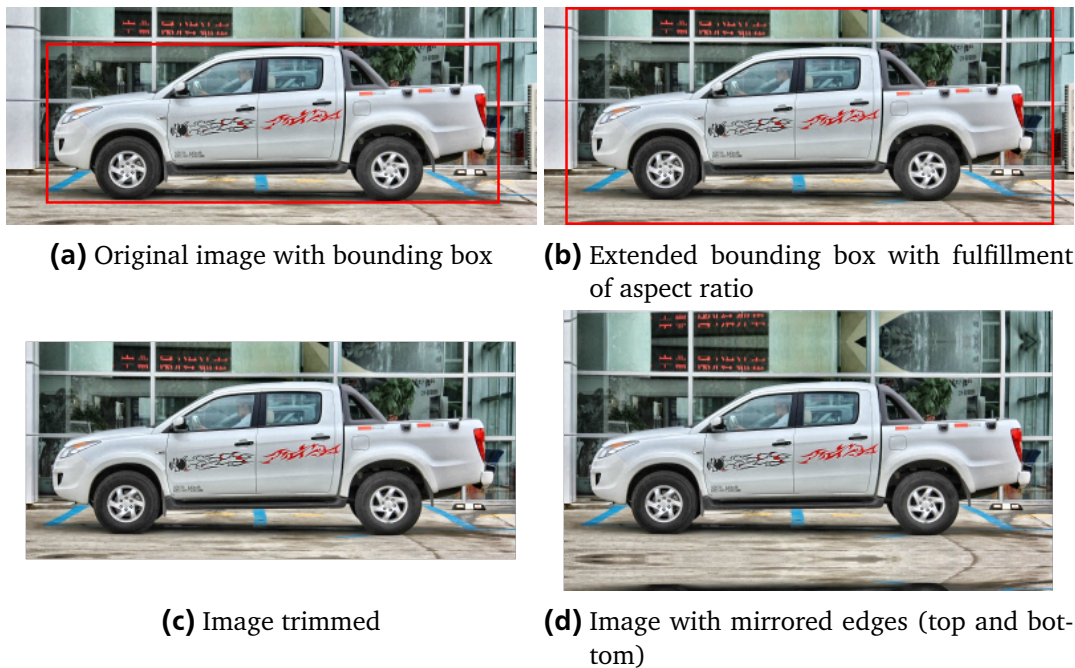 (a) Original image with bounding box
(b) Extended bounding box with fulfillment
of aspect ratio
(c) Image trimmed
(d) Image with mirrored edges (top and bot-
tom)